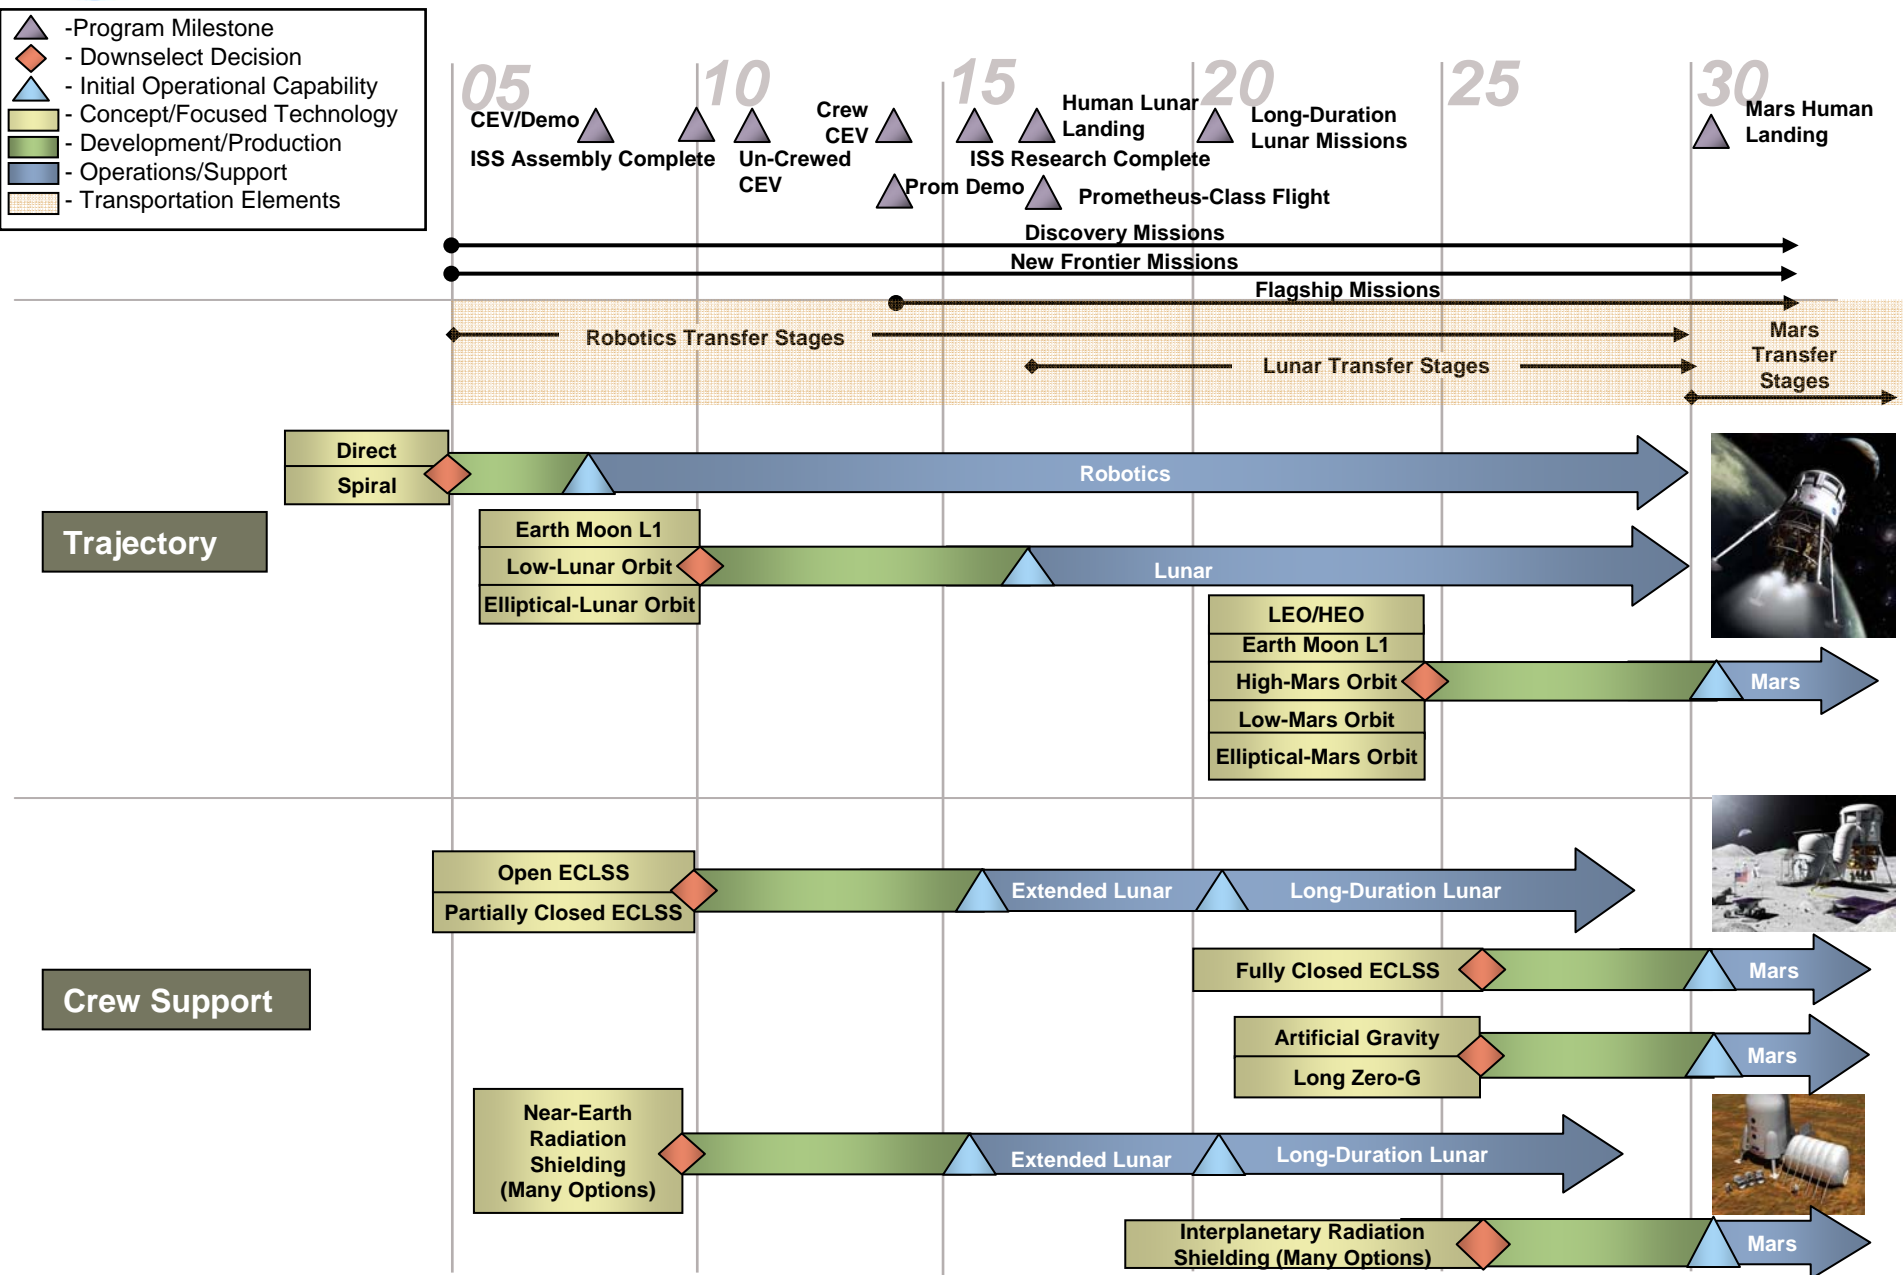 -Program Milestone
- Downselect Decision
- Initial Operational Capability
- Concept/Focused Technology
- Development/Production
- Operations/Support
- Transportation Elements
05
10
15
20
25
30
CEV/Demo
ISS Assembly Complete
Un-Crewed
CEV
Crew
CEV
Human Lunar
Landing
ISS Research Complete
Long-Duration
Lunar Missions
Mars Human
Landing
Prom Demo
Prometheus-Class Flight
Discovery Missions
New Frontier Missions
Flagship Missions
Robotics Transfer Stages
Lunar Transfer Stages
Mars
Transfer
Stages
Trajectory
Direct
Spiral
Robotics
Earth Moon L1
Low-Lunar Orbit
Elliptical-Lunar Orbit
Lunar
LEO/HEO
Earth Moon L1
High-Mars Orbit
Low-Mars Orbit
Elliptical-Mars Orbit
Mars
Crew Support
Open ECLSS
Partially Closed ECLSS
Extended Lunar
Long-Duration Lunar
Fully Closed ECLSS
Mars
Artificial Gravity
Long Zero-G
Mars
Near-Earth
Radiation
Shielding
(Many Options)
Extended Lunar
Long-Duration Lunar
Interplanetary Radiation
Shielding (Many Options)
Mars